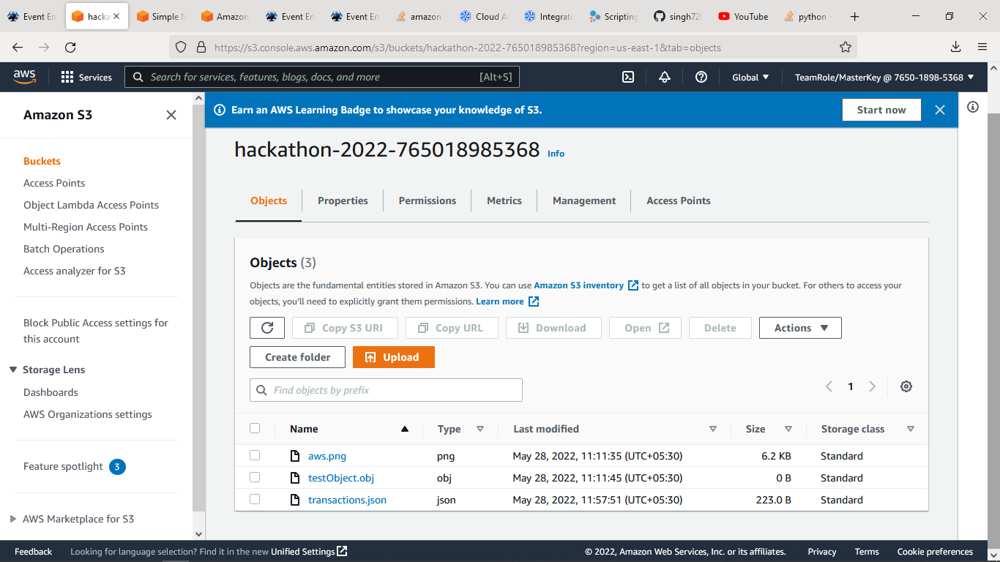 Event En
hacka
Simple N
Amazon
Event En
Event En
amazon
Cloud A
Integrati
Scripting
singh728
YouTube
python -
https://s3.console.aws.amazon.com/s3/buckets/hackathon-2022-765018985368?region=us-east-1&tab=objects
aws
Services
Search for services, features, blogs, docs, and more [Alt+S]
Global
TeamRole/MasterKey @ 7650-1898-5368
Amazon S3
Buckets
Access Points
Object Lambda Access Points
Multi-Region Access Points
Batch Operations
Access analyzer for S3
Block Public Access settings for
this account
Storage Lens
Dashboards
AWS Organizations settings
Feature spotlight 3
AWS Marketplace for S3
Earn an AWS Learning Badge to showcase your knowledge of S3.
Start now
hackathon-2022-765018985368 Info
Objects Properties Permissions Metrics Management Access Points
Objects (3)
Objects are the fundamental entities stored in Amazon S3. You can use Amazon S3 inventory to get a list of all objects in your bucket. For others to access your
objects, you'll need to explicitly grant them permissions. Learn more
Copy S3 URI Copy URL Download Open Delete Actions
Create folder Upload
Find objects by prefix
1
Name Type Last modified Size Storage class
aws.png png May 28, 2022, 11:11:35 (UTC+05:30) 6.2 KB Standard
testObject.obj obj May 28, 2022, 11:11:45 (UTC+05:30) 0 B Standard
transactions.json json May 28, 2022, 11:57:51 (UTC+05:30) 223.0 B Standard
Feedback Looking for language selection? Find it in the new Unified Settings © 2022, Amazon Web Services, Inc. or its affiliates. Privacy Terms Cookie preferences